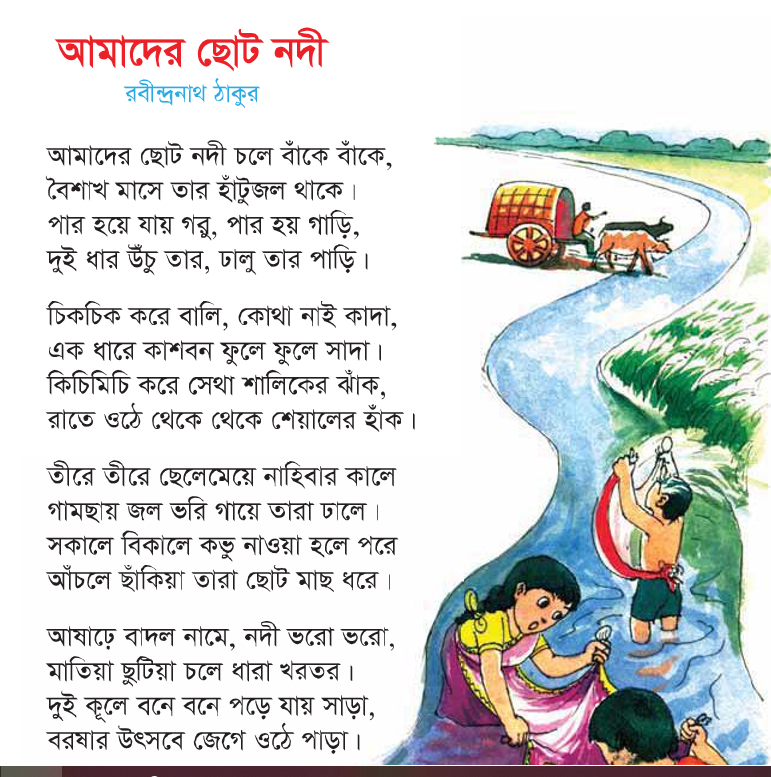 আমাদের ছোট নদী
রবীন্দ্রনাথ ঠাকুর
আমাদের ছোট নদী চলে বাঁকে বাঁকে,
বৈশাখ মাসে তার হাঁটুজল থাকে।
পার হয়ে যায় গরু, পার হয় গাড়ি,
দুই ধার উঁচু তার, ঢালু তার পাড়ি।
চিকচিক করে বালি, কোথা নাই কাদা,
এক ধারে কাশবন ফুলে ফুলে সাদা।
কিচিমিচি করে সেথা শালিকের ঝাঁক,
রাতে ওঠে থেকে থেকে শেয়ালের হাঁক।
তীরে তীরে ছেলেমেয়ে নাহিবার কালে
গামছায় জল ভরি গায়ে তারা ঢালে।
সকালে বিকালে কভু নাওয়া হলে পরে
আঁচলে ছাঁকিয়া তারা ছোট মাছ ধরে।
আষাঢ়ে বাদল নামে, নদী ভরো ভরো,
মাতিয়া ছুটিয়া চলে ধারা খরতর।
দুই কূলে বনে বনে পড়ে যায় সাড়া,
বরষার উৎসবে জেগে ওঠে পাড়া।